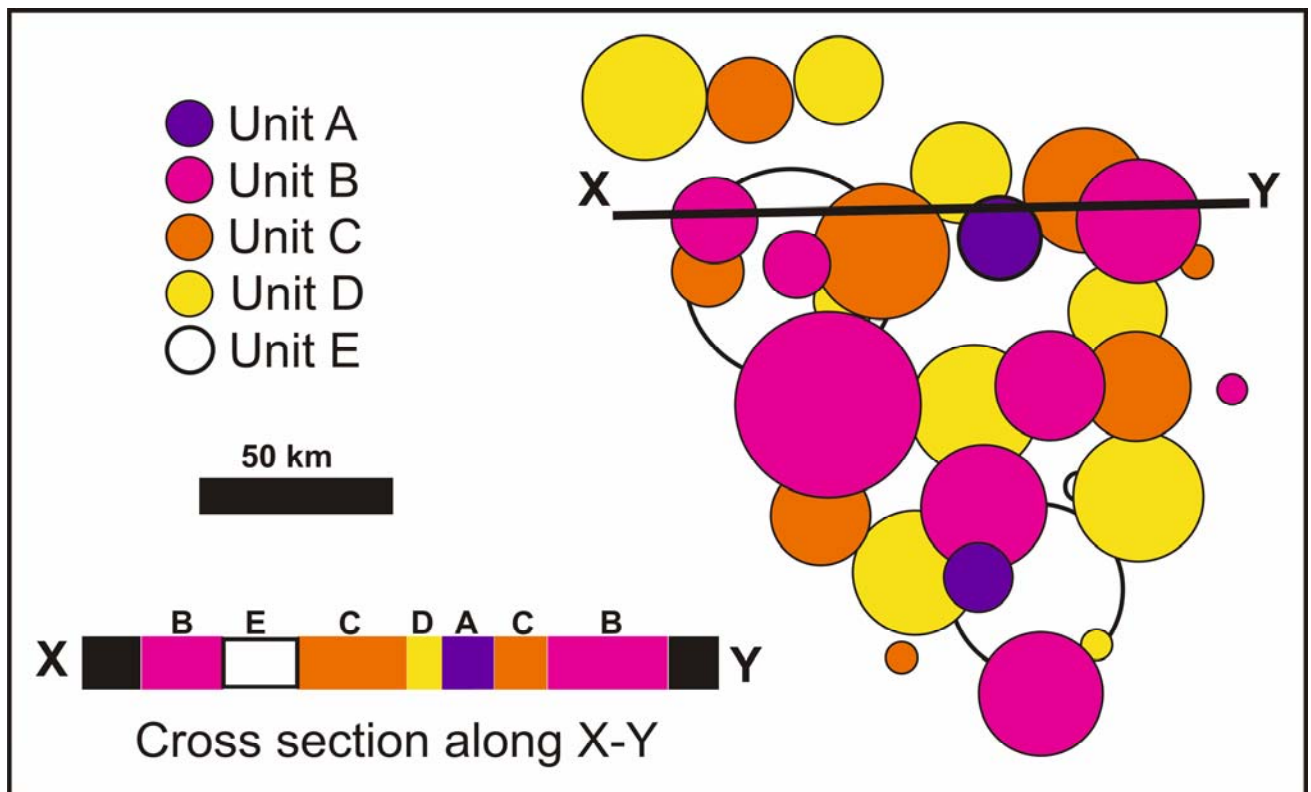 Unit A
Unit B
Unit C
Unit D
Unit E
X Y
50 km
B E C D A C B
X Y
Cross section along X-Y